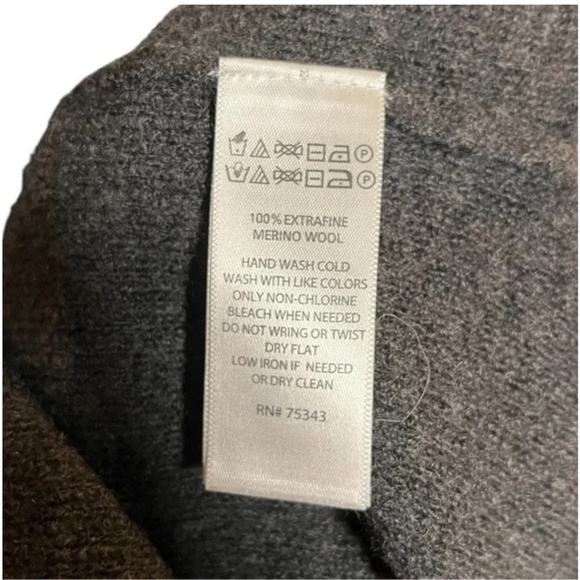 P
P
100% EXTRAFINE
MERINO WOOL
HAND WASH COLD
WASH WITH LIKE COLORS
ONLY NON-CHLORINE
BLEACH WHEN NEEDED
DO NOT WRING OR TWIST
DRY FLAT
LOW IRON IF NEEDED
OR DRY CLEAN
RN# 75343